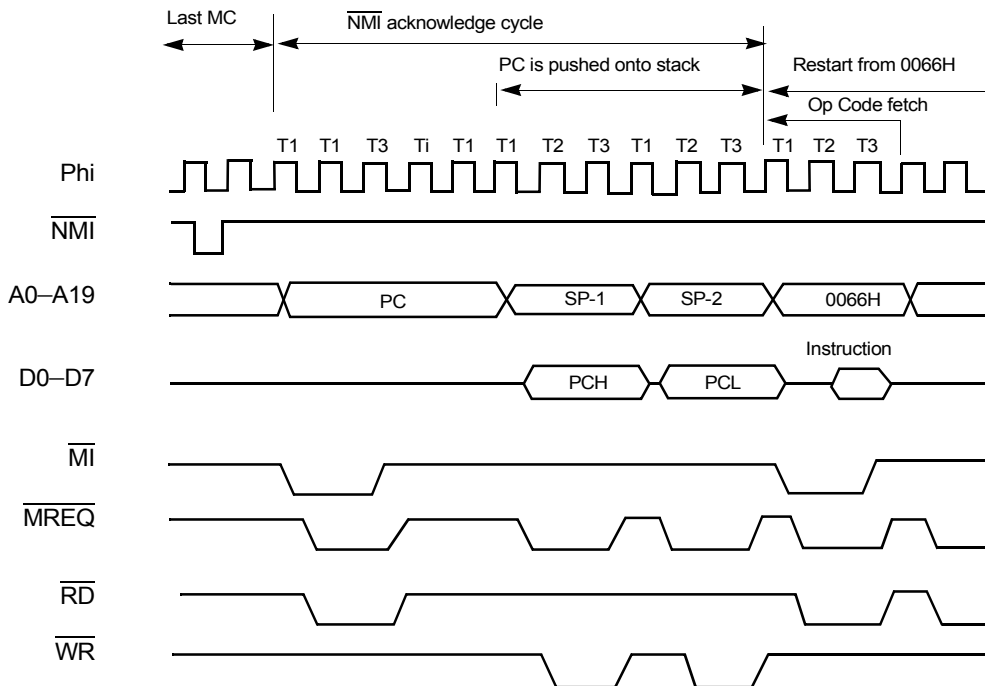 Last MC
NMI acknowledge cycle
PC is pushed onto stack
Restart from 0066H
Op Code fetch
T1 T1 T3 Ti T1 T1 T2 T3 T1 T2 T3 T1 T2 T3
Phi
NMI
A0–A19 PC SP-1 SP-2 0066H
Instruction
D0–D7 PCH PCL
MI
MREQ
RD
WR